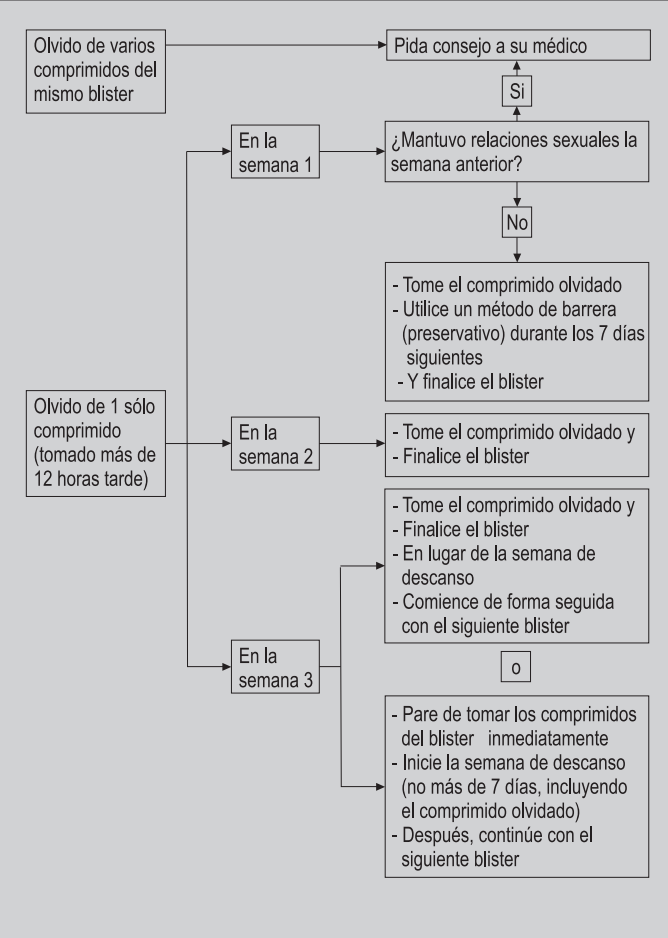 Olvido de varios
comprimidos del
mismo blister
Pida consejo a su médico
Si
En la
semana 1
¿Mantuvo relaciones sexuales la
semana anterior?
No
- Tome el comprimido olvidado
- Utilice un método de barrera
(preservativo) durante los 7 días
siguientes
- Y finalice el blister
Olvido de 1 sólo
comprimido
(tomado más de
12 horas tarde)
En la
semana 2
- Tome el comprimido olvidado y
- Finalice el blister
- Tome el comprimido olvidado y
- Finalice el blister
- En lugar de la semana de
descanso
- Comience de forma seguida
con el siguiente blister
En la
semana 3
o
- Pare de tomar los comprimidos
del blister inmediatamente
- Inicie la semana de descanso
(no más de 7 días, incluyendo
el comprimido olvidado)
- Después, continúe con el
siguiente blister